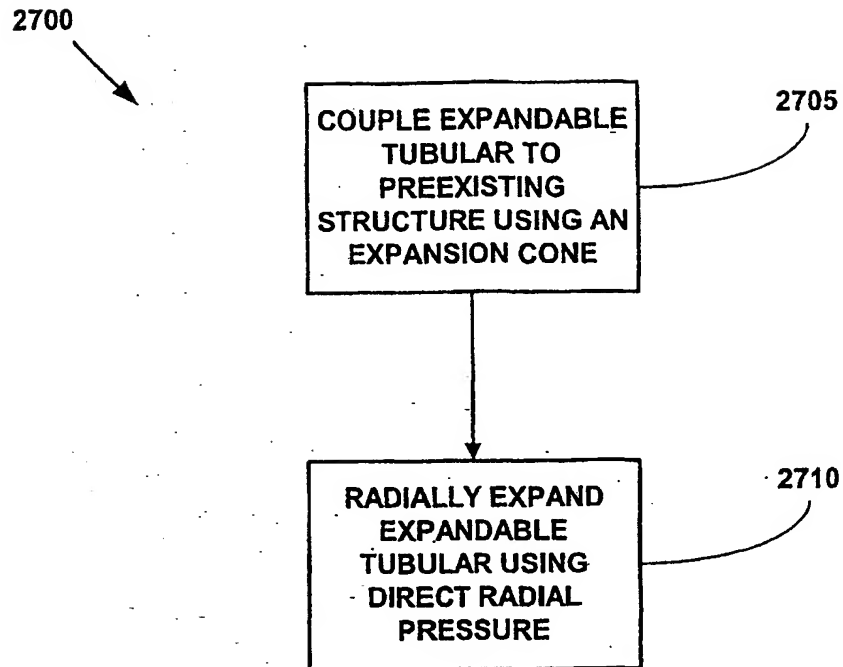 2700
COUPLE EXPANDABLE
TUBULAR TO
PREEXISTING
STRUCTURE USING AN
EXPANSION CONE
2705
RADIALLY EXPAND
EXPANDABLE
TUBULAR USING
DIRECT RADIAL
PRESSURE
2710